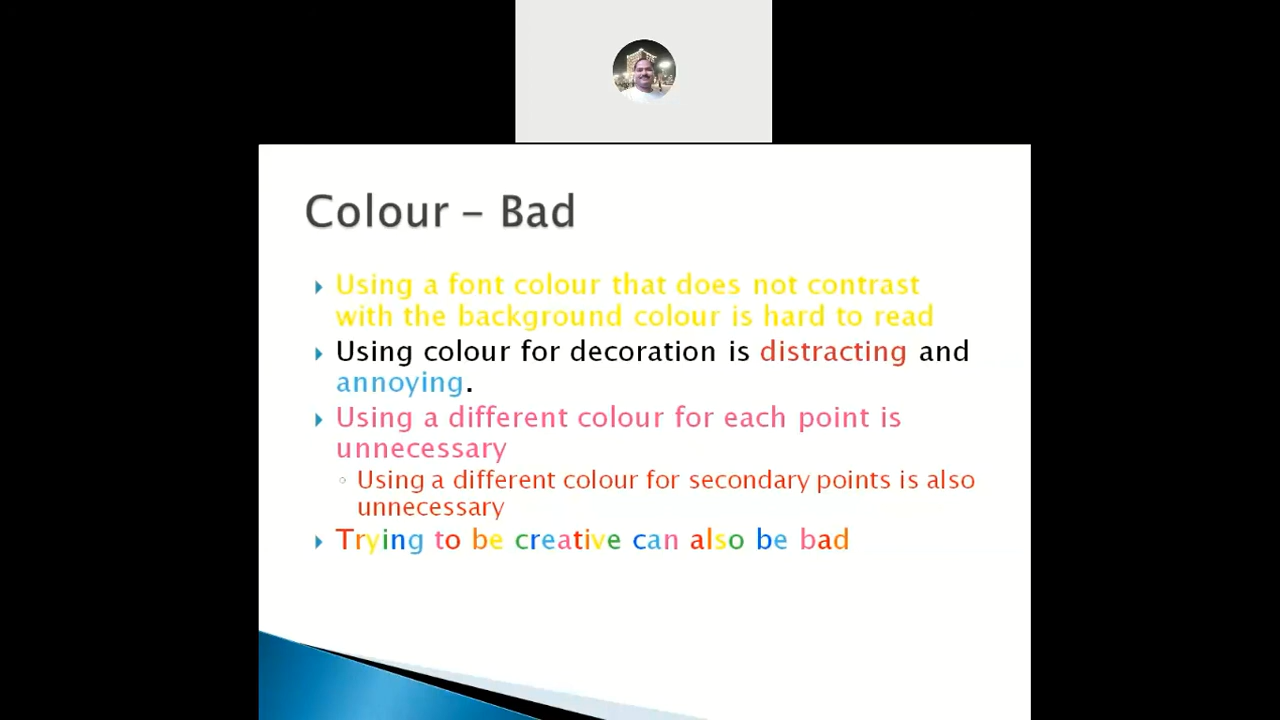 Colour – Bad
Using a font colour that does not contrast
with the background colour is hard to read
Using colour for decoration is distracting and
annoying.
Using a different colour for each point is
unnecessary
Using a different colour for secondary points is also
unnecessary
Trying to be creative can also be bad